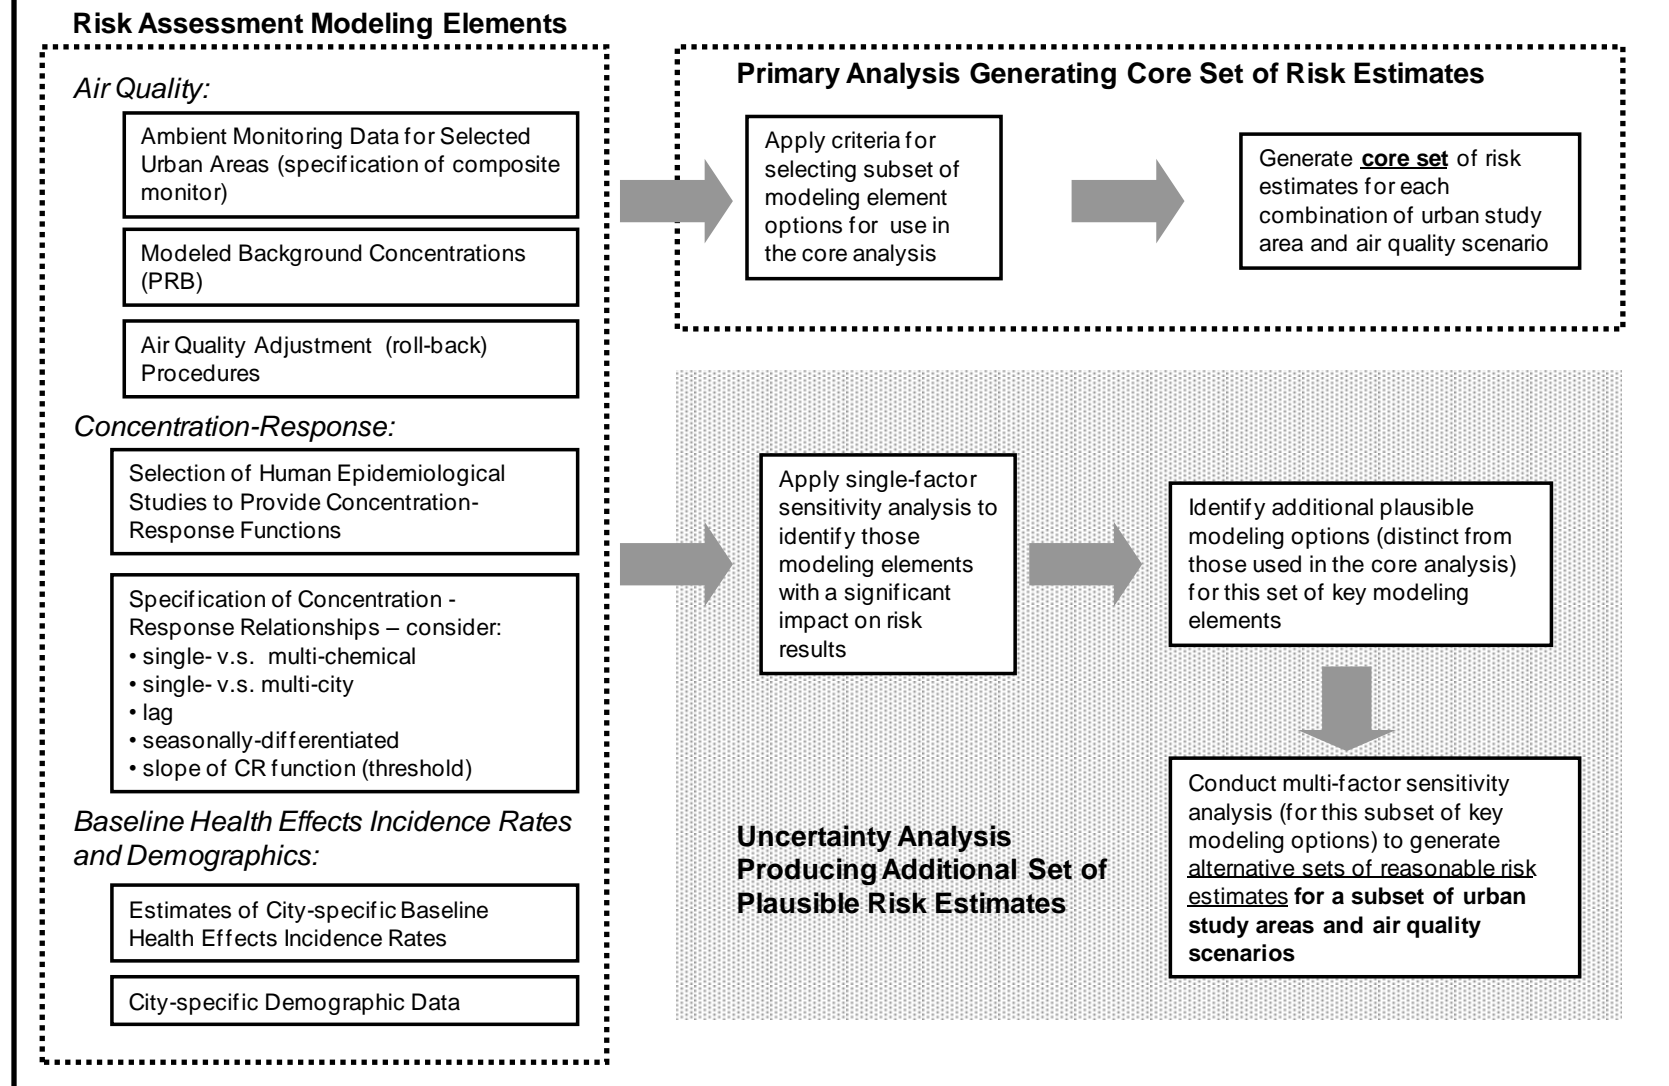 Risk Assessment Modeling Elements
Air Quality:
Ambient Monitoring Data for Selected
Urban Areas (specification of composite
monitor)
Modeled Background Concentrations
(PRB)
Air Quality Adjustment (roll-back)
Procedures
Concentration-Response:
Selection of Human Epidemiological
Studies to Provide Concentration-
Response Functions
Specification of Concentration -
Response Relationships – consider:
• single- v.s. multi-chemical
• single- v.s. multi-city
• lag
• seasonally-differentiated
• slope of CR function (threshold)
Baseline Health Effects Incidence Rates
and Demographics:
Estimates of City-specific Baseline
Health Effects Incidence Rates
City-specific Demographic Data
Primary Analysis Generating Core Set of Risk Estimates
Apply criteria for
selecting subset of
modeling element
options for use in
the core analysis
Generate core set of risk
estimates for each
combination of urban study
area and air quality scenario
Apply single-factor
sensitivity analysis to
identify those
modeling elements
with a significant
impact on risk
results
Identify additional plausible
modeling options (distinct from
those used in the core analysis)
for this set of key modeling
elements
Conduct multi-factor sensitivity
analysis (for this subset of key
modeling options) to generate
alternative sets of reasonable risk
estimates for a subset of urban
study areas and air quality
scenarios
Uncertainty Analysis
Producing Additional Set of
Plausible Risk Estimates